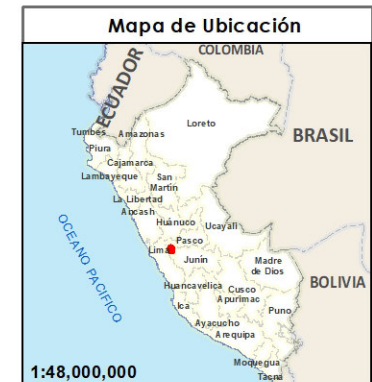 Mapa de Ubicación
COLOMBIA
ECUADOR
Loreto
Tumbes
Amazonas
BRASIL
Piura
Cajamarca
Lambayeque
San
Martín
La Libertad
Ancash
Huánuco
Ucayali
OCEANO PACIFICO
Pasco
Lima
Junín
Madre
de Dios
BOLIVIA
Huancavelica
Cusco
Ica
Apurimac
Puno
Ayacucho
Arequipa
Moquegua
1:48,000,000
Tacna